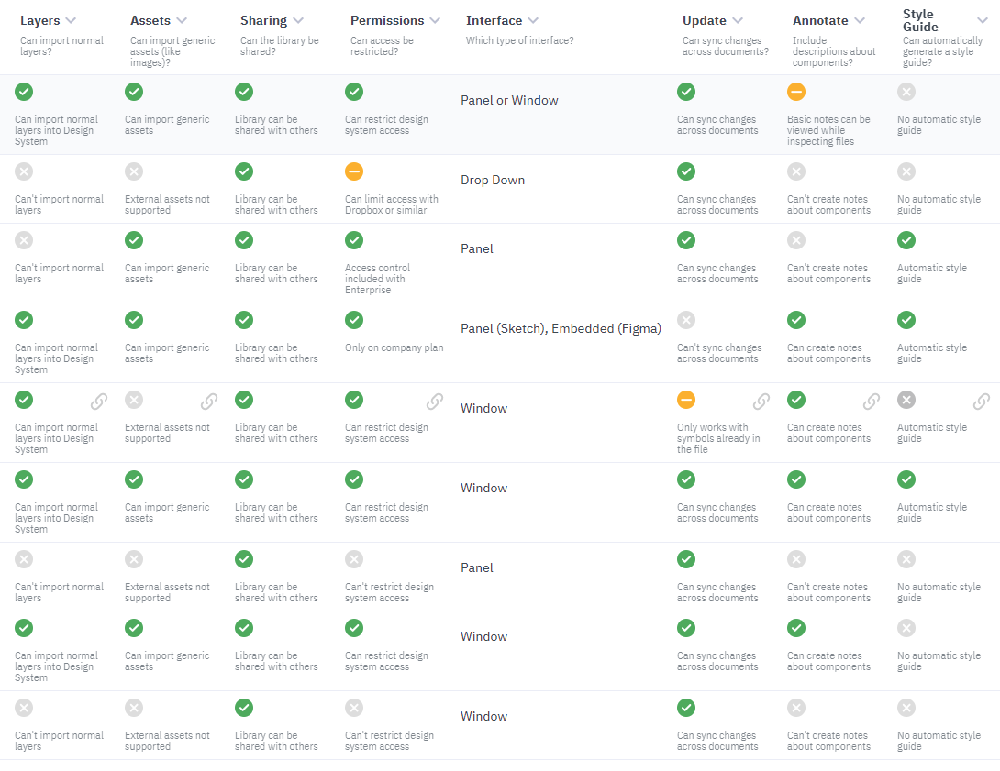 Layers
Assets
Sharing
Permissions
Interface
Update
Annotate
Style
Guide
Can import normal
layers?
Can import generic
assets (like
images)?
Can the library be
shared?
Can access be
restricted?
Which type of interface?
Can sync changes
across documents?
Include
descriptions about
components?
Can automatically
generate a style
guide?
Can import normal
layers into Design
System
Can import generic
assets
Library can be
shared with others
Can restrict design
system access
Panel or Window
Can sync changes
across documents
Basic notes can be
viewed while
inspecting files
No automatic style
guide
Can't import normal
layers
External assets not
supported
Library can be
shared with others
Can limit access with
Dropbox or similar
Drop Down
Can sync changes
across documents
Can't create notes
about components
No automatic style
guide
Can't import normal
layers
Can import generic
assets
Library can be
shared with others
Access control
included with
Enterprise
Panel
Can sync changes
across documents
Can't create notes
about components
Automatic style
guide
Can import normal
layers into Design
System
Can import generic
assets
Library can be
shared with others
Only on company plan
Panel (Sketch), Embedded (Figma)
Can't sync changes
across documents
Can create notes
about components
Automatic style
guide
Can import normal
layers into Design
System
External assets not
supported
Library can be
shared with others
Can restrict design
system access
Window
Only works with
symbols already in
the file
Can create notes
about components
Automatic style
guide
Can import normal
layers into Design
System
Can import generic
assets
Library can be
shared with others
Can restrict design
system access
Window
Can sync changes
across documents
Can create notes
about components
Automatic style
guide
Can't import normal
layers
External assets not
supported
Library can be
shared with others
Can't restrict design
system access
Panel
Can sync changes
across documents
Can't create notes
about components
No automatic style
guide
Can import normal
layers into Design
System
Can import generic
assets
Library can be
shared with others
Can restrict design
system access
Window
Can sync changes
across documents
Can create notes
about components
No automatic style
guide
Can't import normal
layers
External assets not
supported
Library can be
shared with others
Can't restrict design
system access
Window
Can sync changes
across documents
Can't create notes
about components
No automatic style
guide